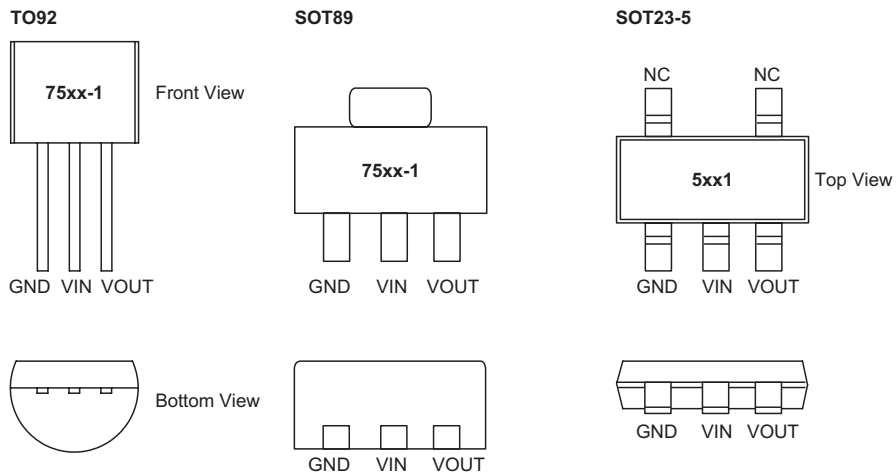 TO92
SOT89
SOT23-5
NC NC
75xx-1
Front View
75xx-1
5xx1
Top View
GND VIN VOUT
GND VIN VOUT
GND VIN VOUT
Bottom View
GND VIN VOUT
GND VIN VOUT